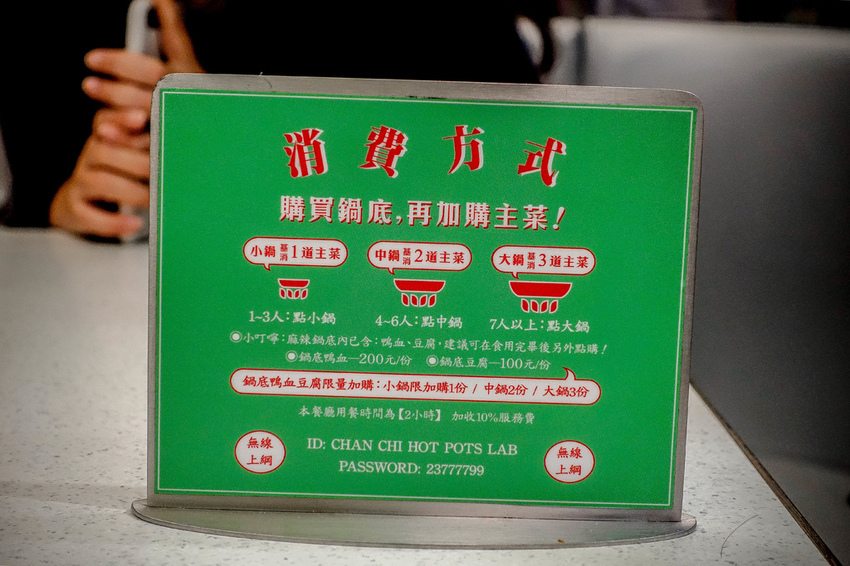 消費方式
購買鍋底,再加購主菜!
小鍋基消1道主菜 中鍋基消2道主菜 大鍋基消3道主菜
1~3人:點小鍋 4~6人:點中鍋 7人以上:點大鍋
◉小叮嚀:麻辣鍋底內已含:鴨血、豆腐,建議可在食用完畢後另外點購!
◉鍋底鴨血—200元/份 ◉鍋底豆腐—100元/份
鍋底鴨血豆腐限量加購:小鍋限加購1份 / 中鍋2份 / 大鍋3份
本餐廳用餐時間為【2小時】 加收10%服務費
無線上網
ID: CHAN CHI HOT POTS LAB
PASSWORD: 23777799
無線上網